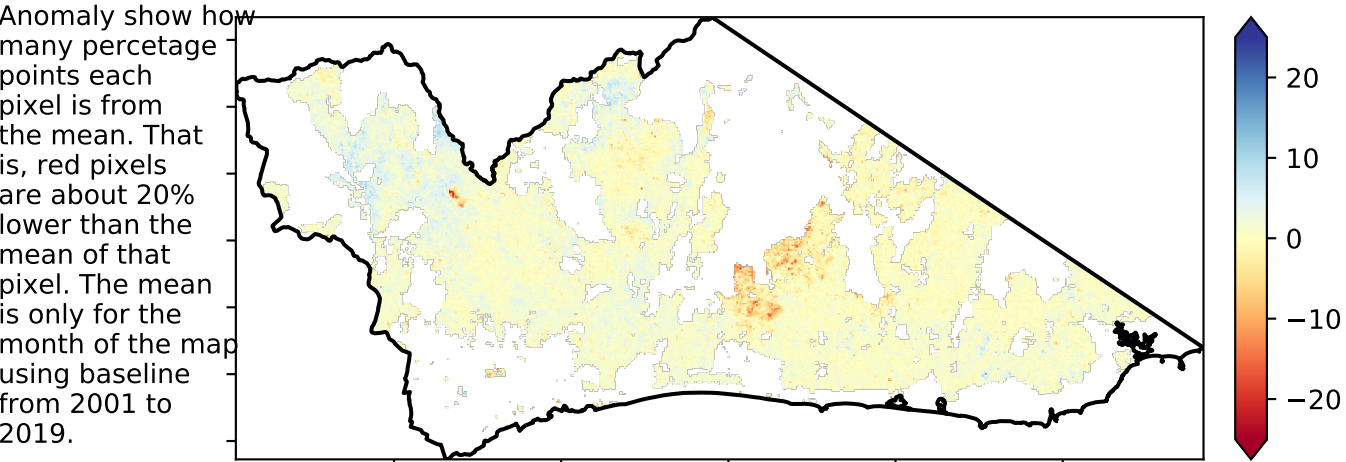 Anomaly show how
many percetage
points each
pixel is from
the mean. That
is, red pixels
are about 20%
lower than the
mean of that
pixel. The mean
is only for the
month of the map
using baseline
from 2001 to
2019.
20
10
0
−10
−20